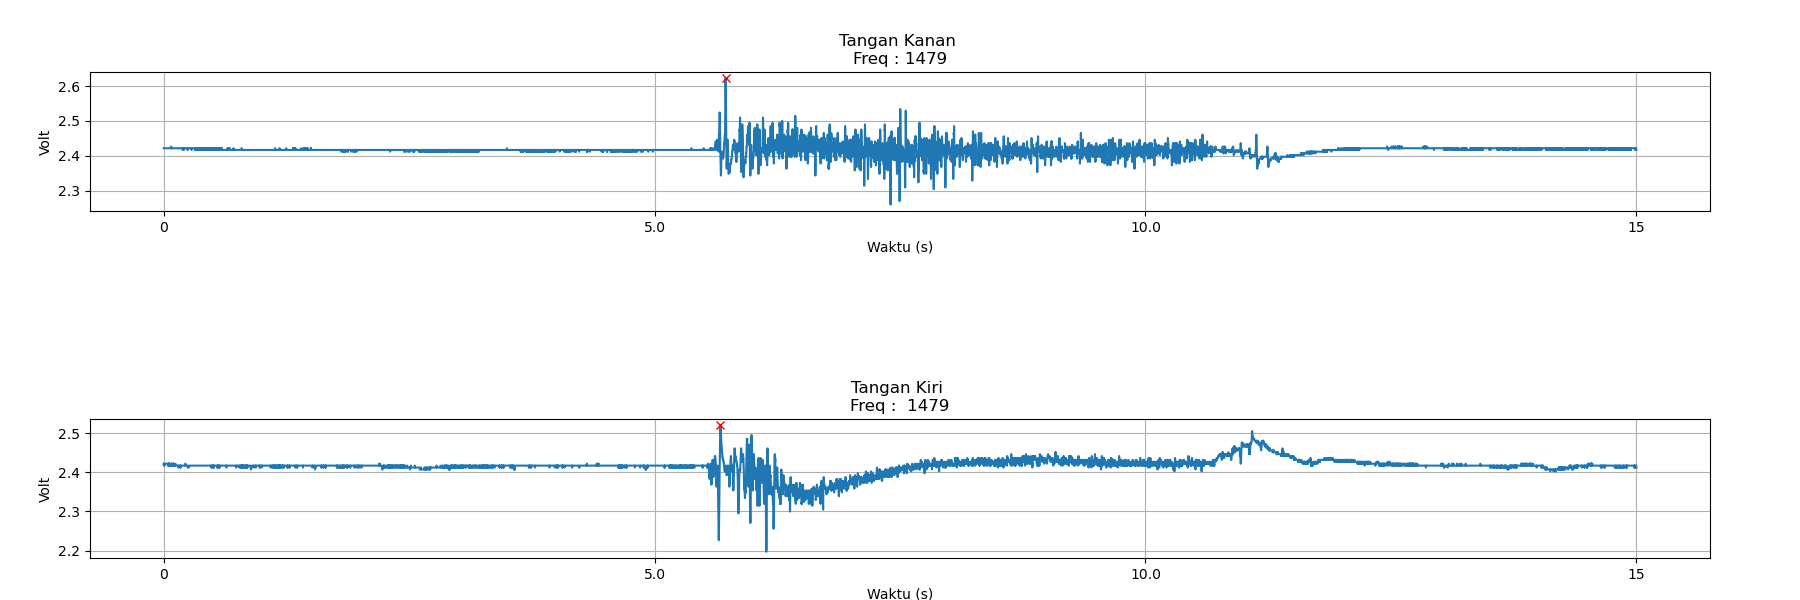 Tangan Kanan
Freq : 1479
2.6
2.5
2.4
2.3
Volt
0
5.0
10.0
15
Waktu (s)
Tangan Kiri
Freq :  1479
2.5
2.4
2.3
2.2
Volt
0
5.0
10.0
15
Waktu (s)